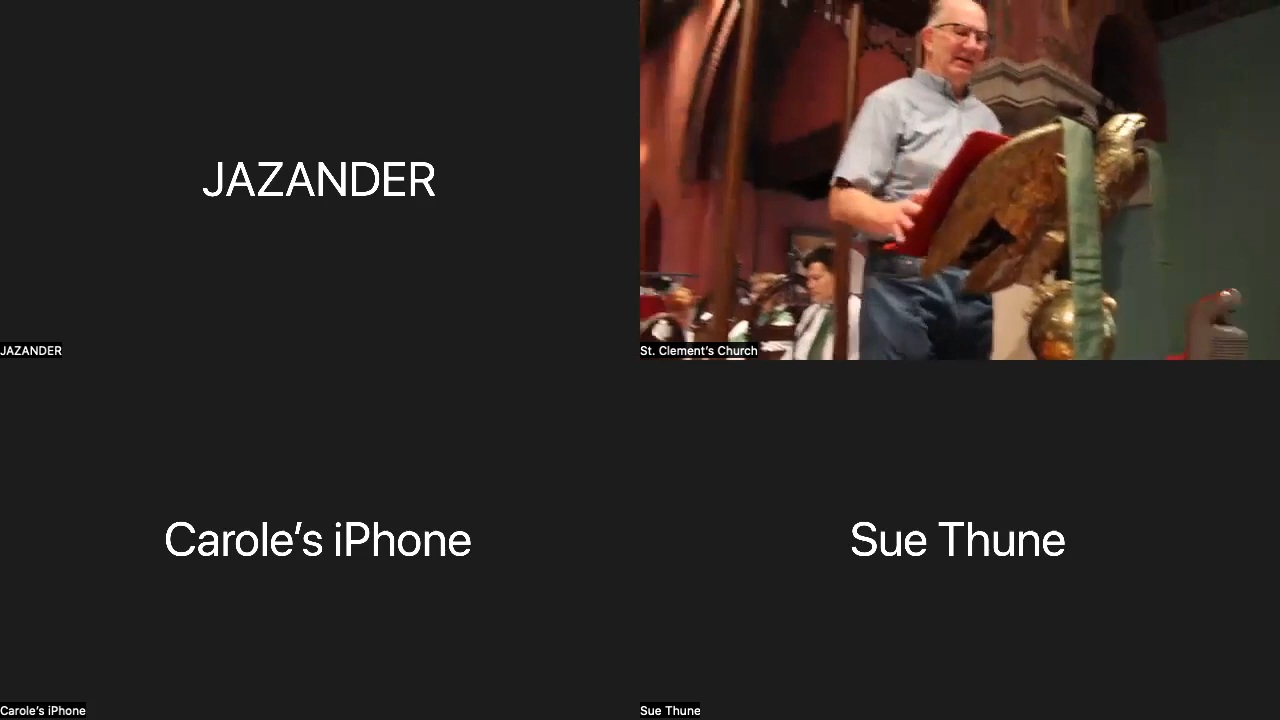 JAZANDER
JAZANDER
St. Clement's Church
Carole's iPhone
Sue Thune
Carole's iPhone
Sue Thune